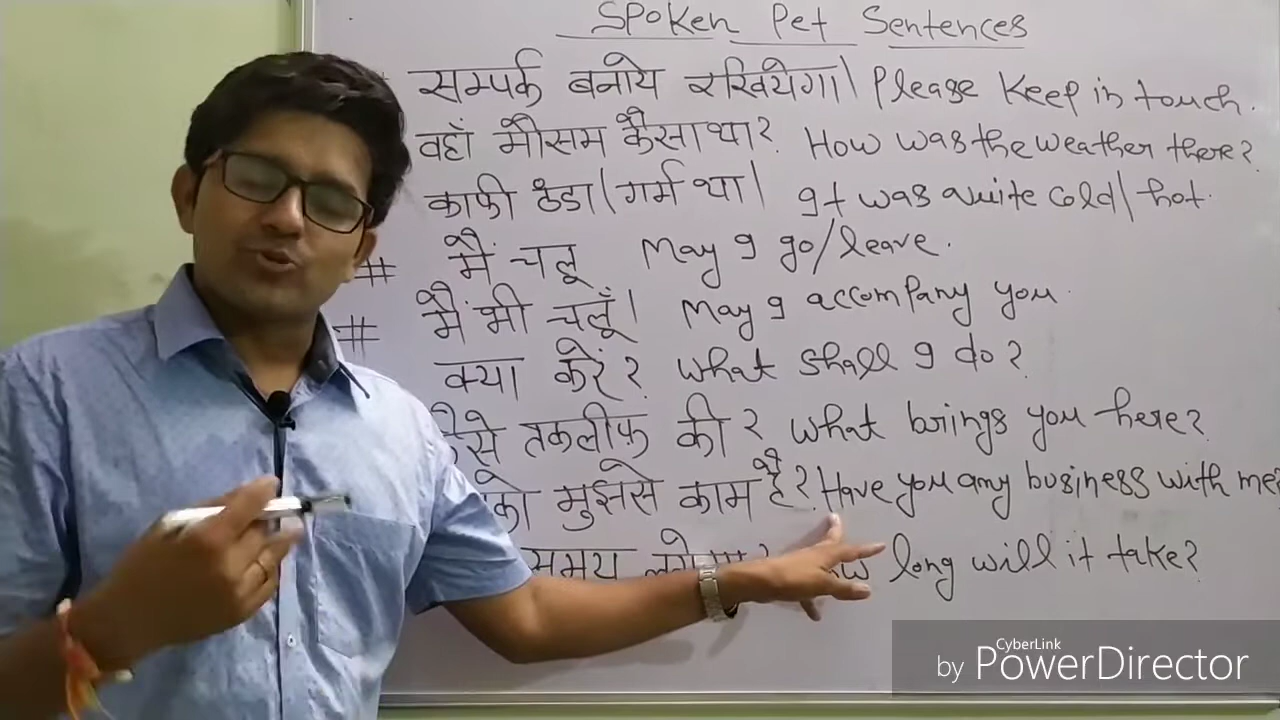 Spoken Pet Sentences
सम्पर्क बनाये रखियेगा। Please Keep in touch.
वहाँ मौसम कैसा था? How was the weather there?
काफी ठंडा/गर्म था। It was quite cold/hot.
# मैं चलू May I go/leave.
# मैं भी चलूँ। May I accompany you.
क्या करें? What shall I do?
तकलीफ की? What brings you here?
को मुझसे काम है? Have you any business with me?
समय long will it take?
CyberLink
by PowerDirector